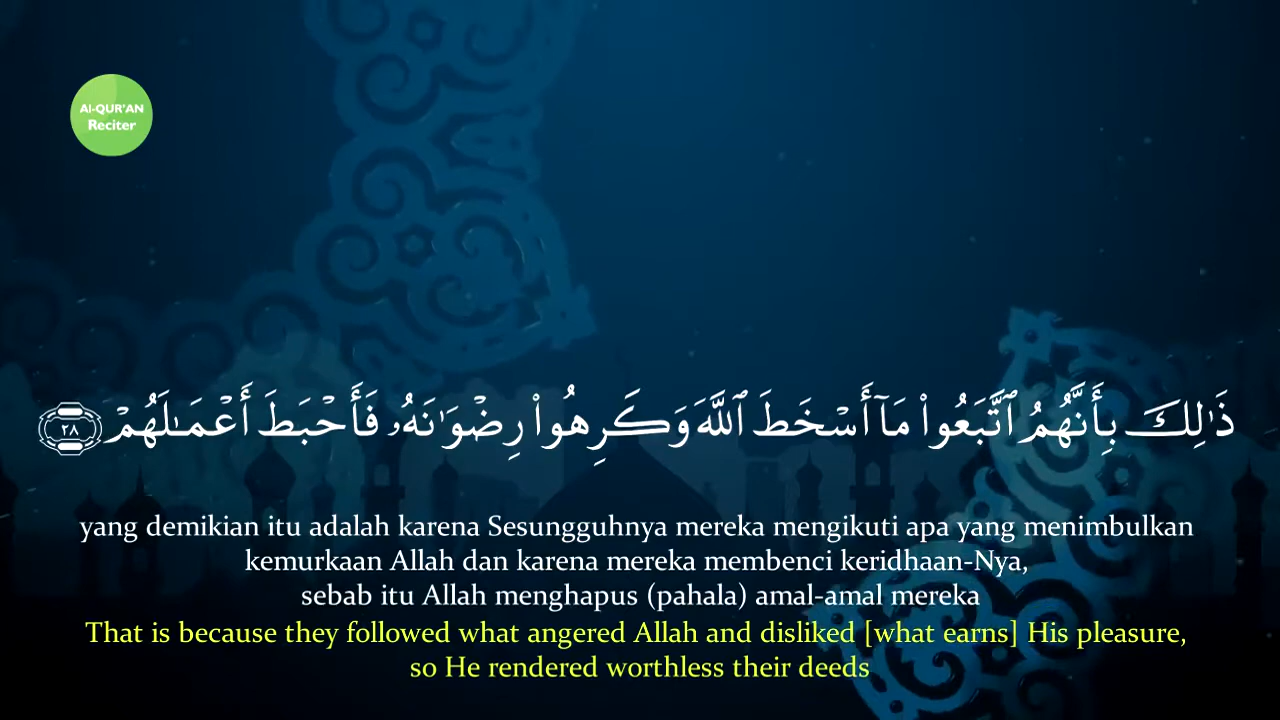 Al-QUR'AN
Reciter
ذَٰلِكَ بِأَنَّهُمُ ٱتَّبَعُوا۟ مَآ أَسْخَطَ ٱللَّهَ وَكَرِهُوا۟ رِضْوَٰنَهُۥ فَأَحْبَطَ أَعْمَـٰلَهُمْ ٢٨
yang demikian itu adalah karena Sesungguhnya mereka mengikuti apa yang menimbulkan
kemurkaan Allah dan karena mereka membenci keridhaan-Nya,
sebab itu Allah menghapus (pahala) amal-amal mereka
That is because they followed what angered Allah and disliked [what earns] His pleasure,
so He rendered worthless their deeds